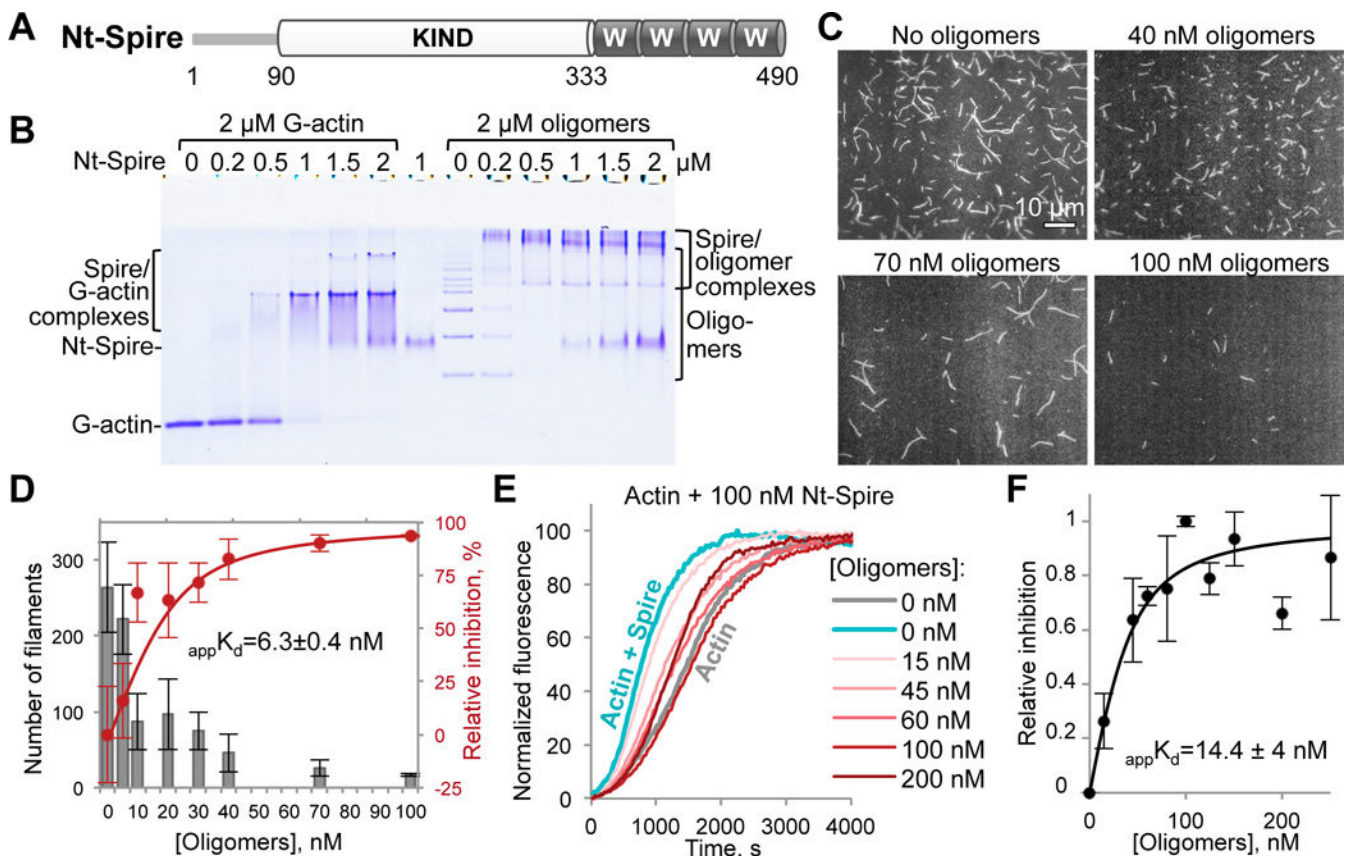 A
Nt-Spire
KIND
W W W W
1 90 333 490
B
2 µM G-actin 2 µM oligomers
Nt-Spire 0 0.2 0.5 1 1.5 2 1 0 0.2 0.5 1 1.5 2 µM
Spire/
G-actin
complexes
Nt-Spire-
G-actin-
Spire/
oligomer
complexes
Oligo-
mers
C
No oligomers 40 nM oligomers
10 µm
70 nM oligomers 100 nM oligomers
D
Number of filaments
300
200
100
0
appKd=6.3±0.4 nM
100
75
50
25
0
-25
Relative inhibition, %
0 10 20 30 40 50 60 70 80 90 100
[Oligomers], nM
E
Actin + 100 nM Nt-Spire
Normalized fluorescence
100
80
60
40
20
0
Actin + Spire
Actin
0 1000 2000 3000 4000
Time, s
[Oligomers]:
0 nM
0 nM
15 nM
45 nM
60 nM
100 nM
200 nM
F
Relative inhibition
1
0.8
0.6
0.4
0.2
0
appKd=14.4 ± 4 nM
0 100 200
[Oligomers], nM